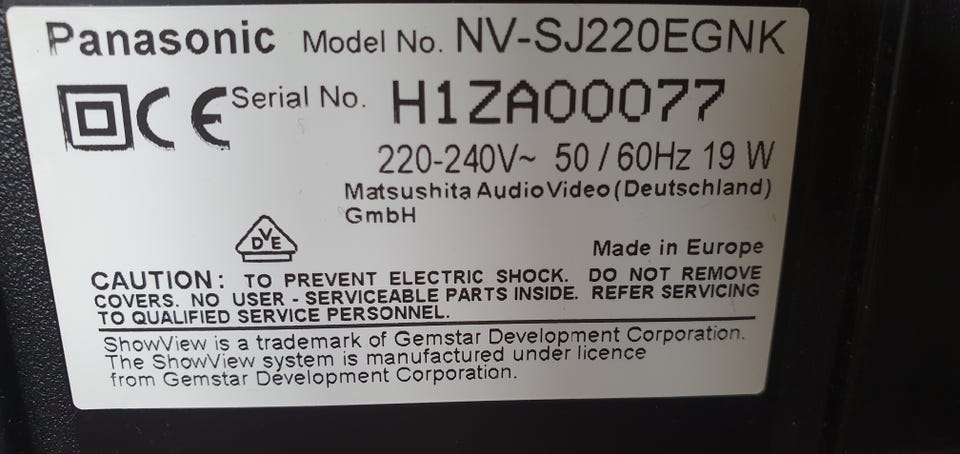 Panasonic Model No. NV-SJ220EGNK
CE Serial No. H1ZA00077
220-240V~ 50 / 60Hz 19 W
Matsushita Audio Video (Deutschland)
GmbH
DVE
Made in Europe
CAUTION: TO PREVENT ELECTRIC SHOCK. DO NOT REMOVE
COVERS. NO USER - SERVICEABLE PARTS INSIDE. REFER SERVICING
TO QUALIFIED SERVICE PERSONNEL.
ShowView is a trademark of Gemstar Development Corporation.
The ShowView system is manufactured under licence
from Gemstar Development Corporation.